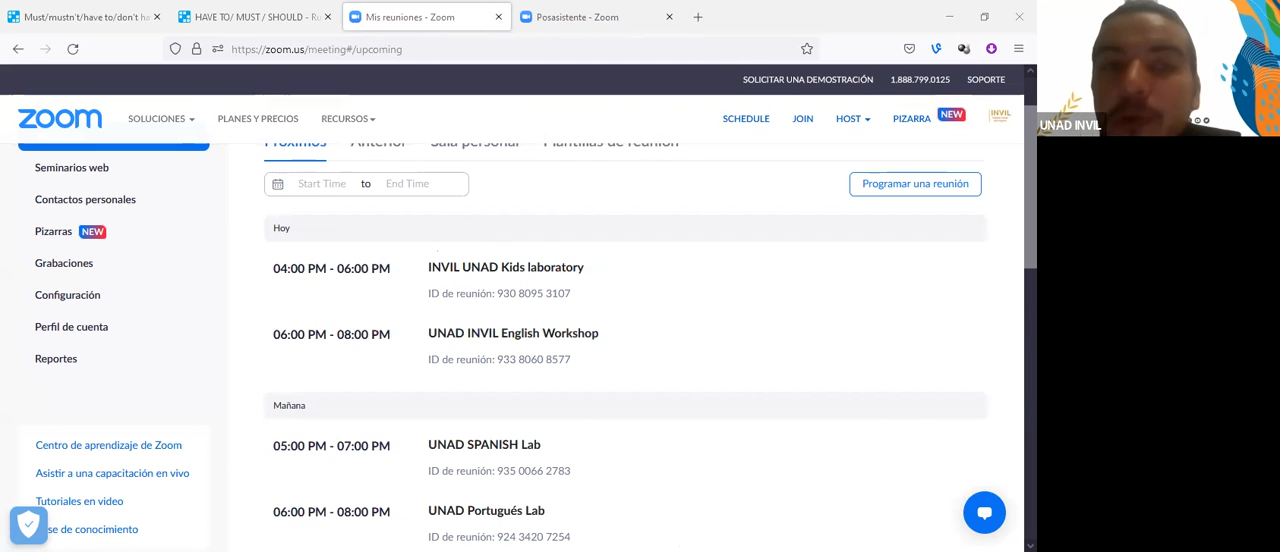 Must/mustn't/have to/don't ha
HAVE TO/ MUST / SHOULD - Ru
Mis reuniones - Zoom
Posasistente - Zoom
https://zoom.us/meeting#/upcoming
SOLICITAR UNA DEMOSTRACIÓN 1.888.799.0125 SOPORTE
zoom SOLUCIONES PLANES Y PRECIOS RECURSOS SCHEDULE JOIN HOST PIZARRA NEW INVIL
UNAD INVIL
Próximos Anterior Sala personal Plantillas de reunión
Seminarios web
Contactos personales
Pizarras NEW
Grabaciones
Configuración
Perfil de cuenta
Reportes
Centro de aprendizaje de Zoom
Asistir a una capacitación en vivo
Tutoriales en video
se de conocimiento
Start Time to End Time
Programar una reunión
Hoy
04:00 PM - 06:00 PM INVIL UNAD Kids laboratory
ID de reunión: 930 8095 3107
06:00 PM - 08:00 PM UNAD INVIL English Workshop
ID de reunión: 933 8060 8577
Mañana
05:00 PM - 07:00 PM UNAD SPANISH Lab
ID de reunión: 935 0066 2783
06:00 PM - 08:00 PM UNAD Portugués Lab
ID de reunión: 924 3420 7254